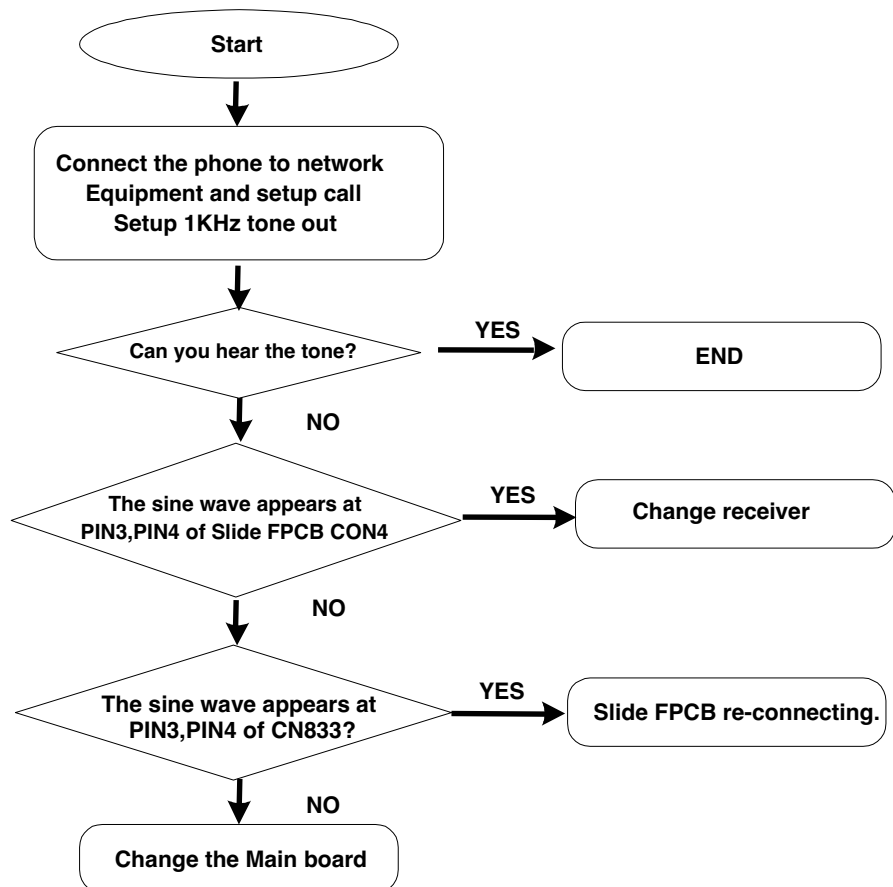 Start
Connect the phone to network
Equipment and setup call
Setup 1KHz tone out
Can you hear the tone?
YES
END
NO
The sine wave appears at
PIN3,PIN4 of Slide FPCB CON4
YES
Change receiver
NO
The sine wave appears at
PIN3,PIN4 of CN833?
YES
Slide FPCB re-connecting.
NO
Change the Main board